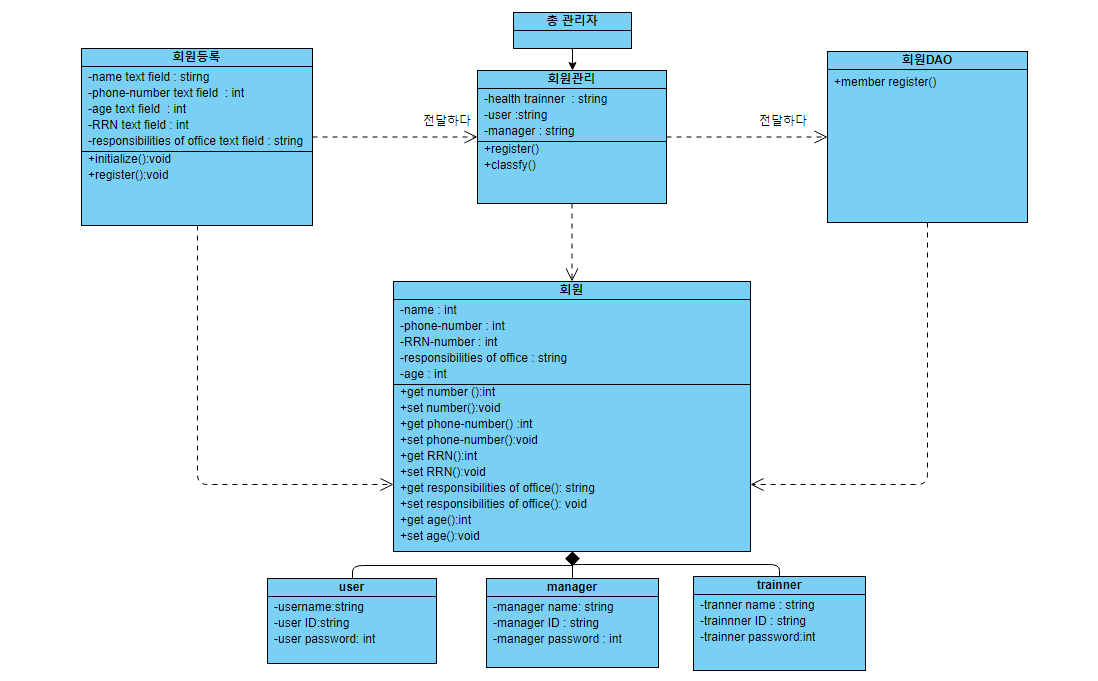 총 관리자
회원등록
-name text field : stirng
-phone-number text field : int
-age text field : int
-RRN text field : int
-responsibilities of office text field : string
+initialize():void
+register():void
전달하다
회원관리
-health trainner : string
-user :string
-manager : string
+register()
+classfy()
전달하다
회원DAO
+member register()
회원
-name : int
-phone-number : int
-RRN-number : int
-responsibilities of office : string
-age : int
+get number ():int
+set number():void
+get phone-number() :int
+set phone-number():void
+get RRN():int
+set RRN():void
+get responsibilities of office(): string
+set responsibilities of office(): void
+get age():int
+set age():void
user
-username:string
-user ID:string
-user password: int
manager
-manager name: string
-manager ID : string
-manager password : int
trainner
-tranner name : string
-trainnner ID : string
-trainner password:int